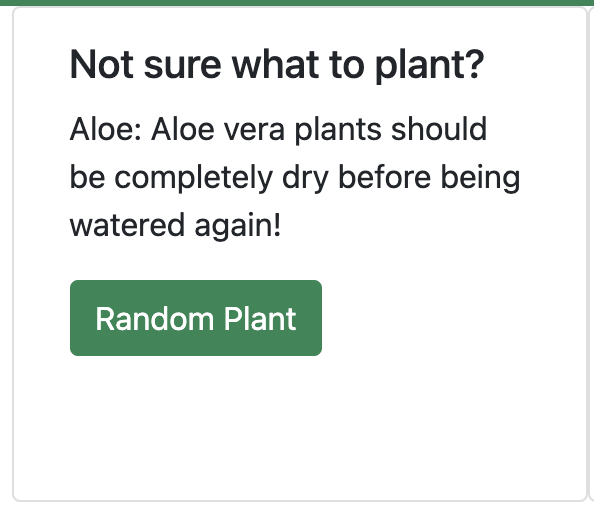 Not sure what to plant?
Aloe: Aloe vera plants should
be completely dry before being
watered again!
Random Plant